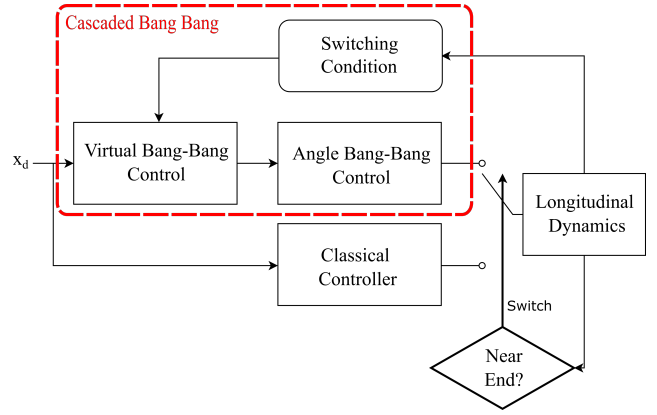 Cascaded Bang Bang
Switching
Condition
x_d
Virtual Bang-Bang
Control
Angle Bang-Bang
Control
Longitudinal
Dynamics
Classical
Controller
Switch
Near
End?